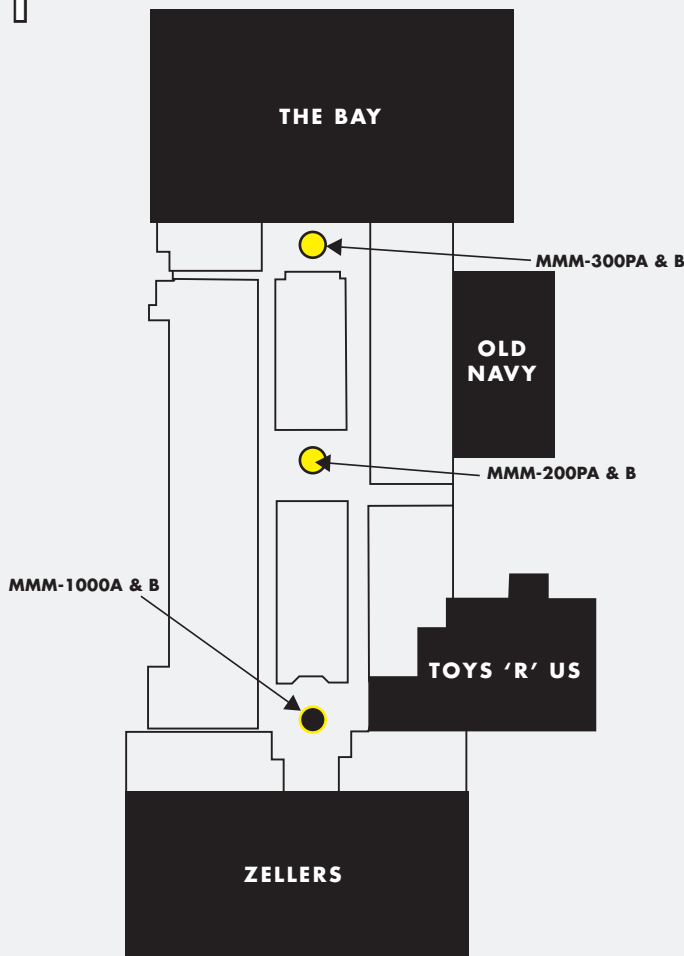 THE BAY
MMM-300PA & B
OLD
NAVY
MMM-200PA & B
MMM-1000A & B
TOYS ‘R’ US
ZELLERS